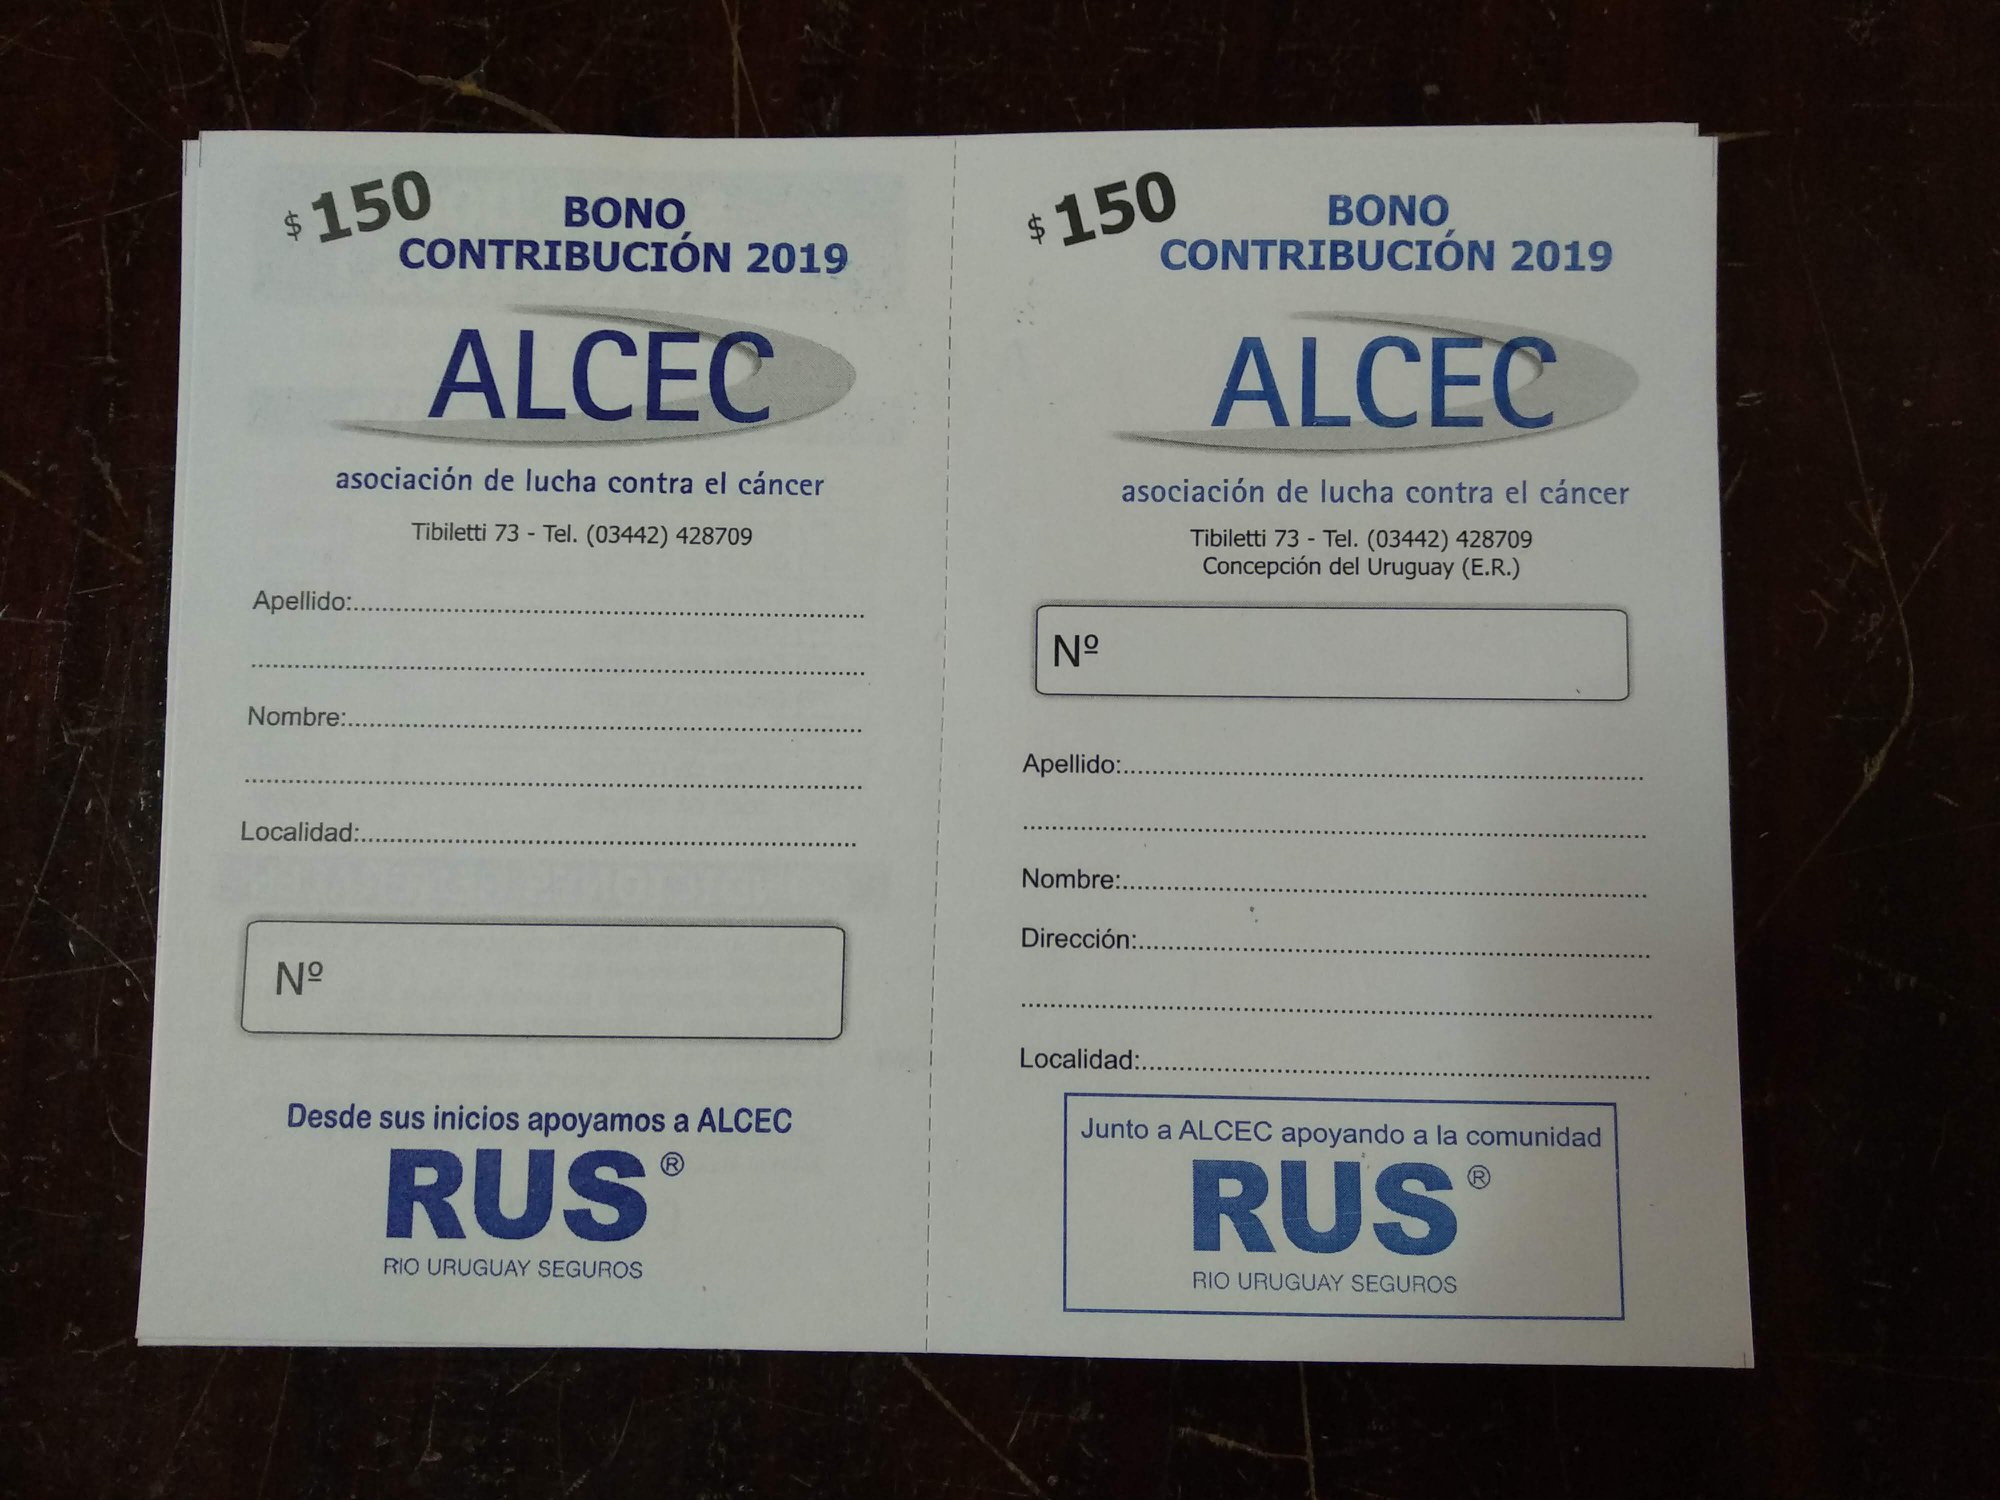 $ 150
BONO
CONTRIBUCIÓN 2019
ALCEC
asociación de lucha contra el cáncer
Tibiletti 73 - Tel. (03442) 428709
Apellido:
Nombre:
Localidad:
Nº
Desde sus inicios apoyamos a ALCEC
RUS®
RIO URUGUAY SEGUROS
$ 150
BONO
CONTRIBUCIÓN 2019
ALCEC
asociación de lucha contra el cáncer
Tibiletti 73 - Tel. (03442) 428709
Concepción del Uruguay (E.R.)
Nº
Apellido:
Nombre:
Dirección:
Localidad:
Junto a ALCEC apoyando a la comunidad
RUS®
RIO URUGUAY SEGUROS